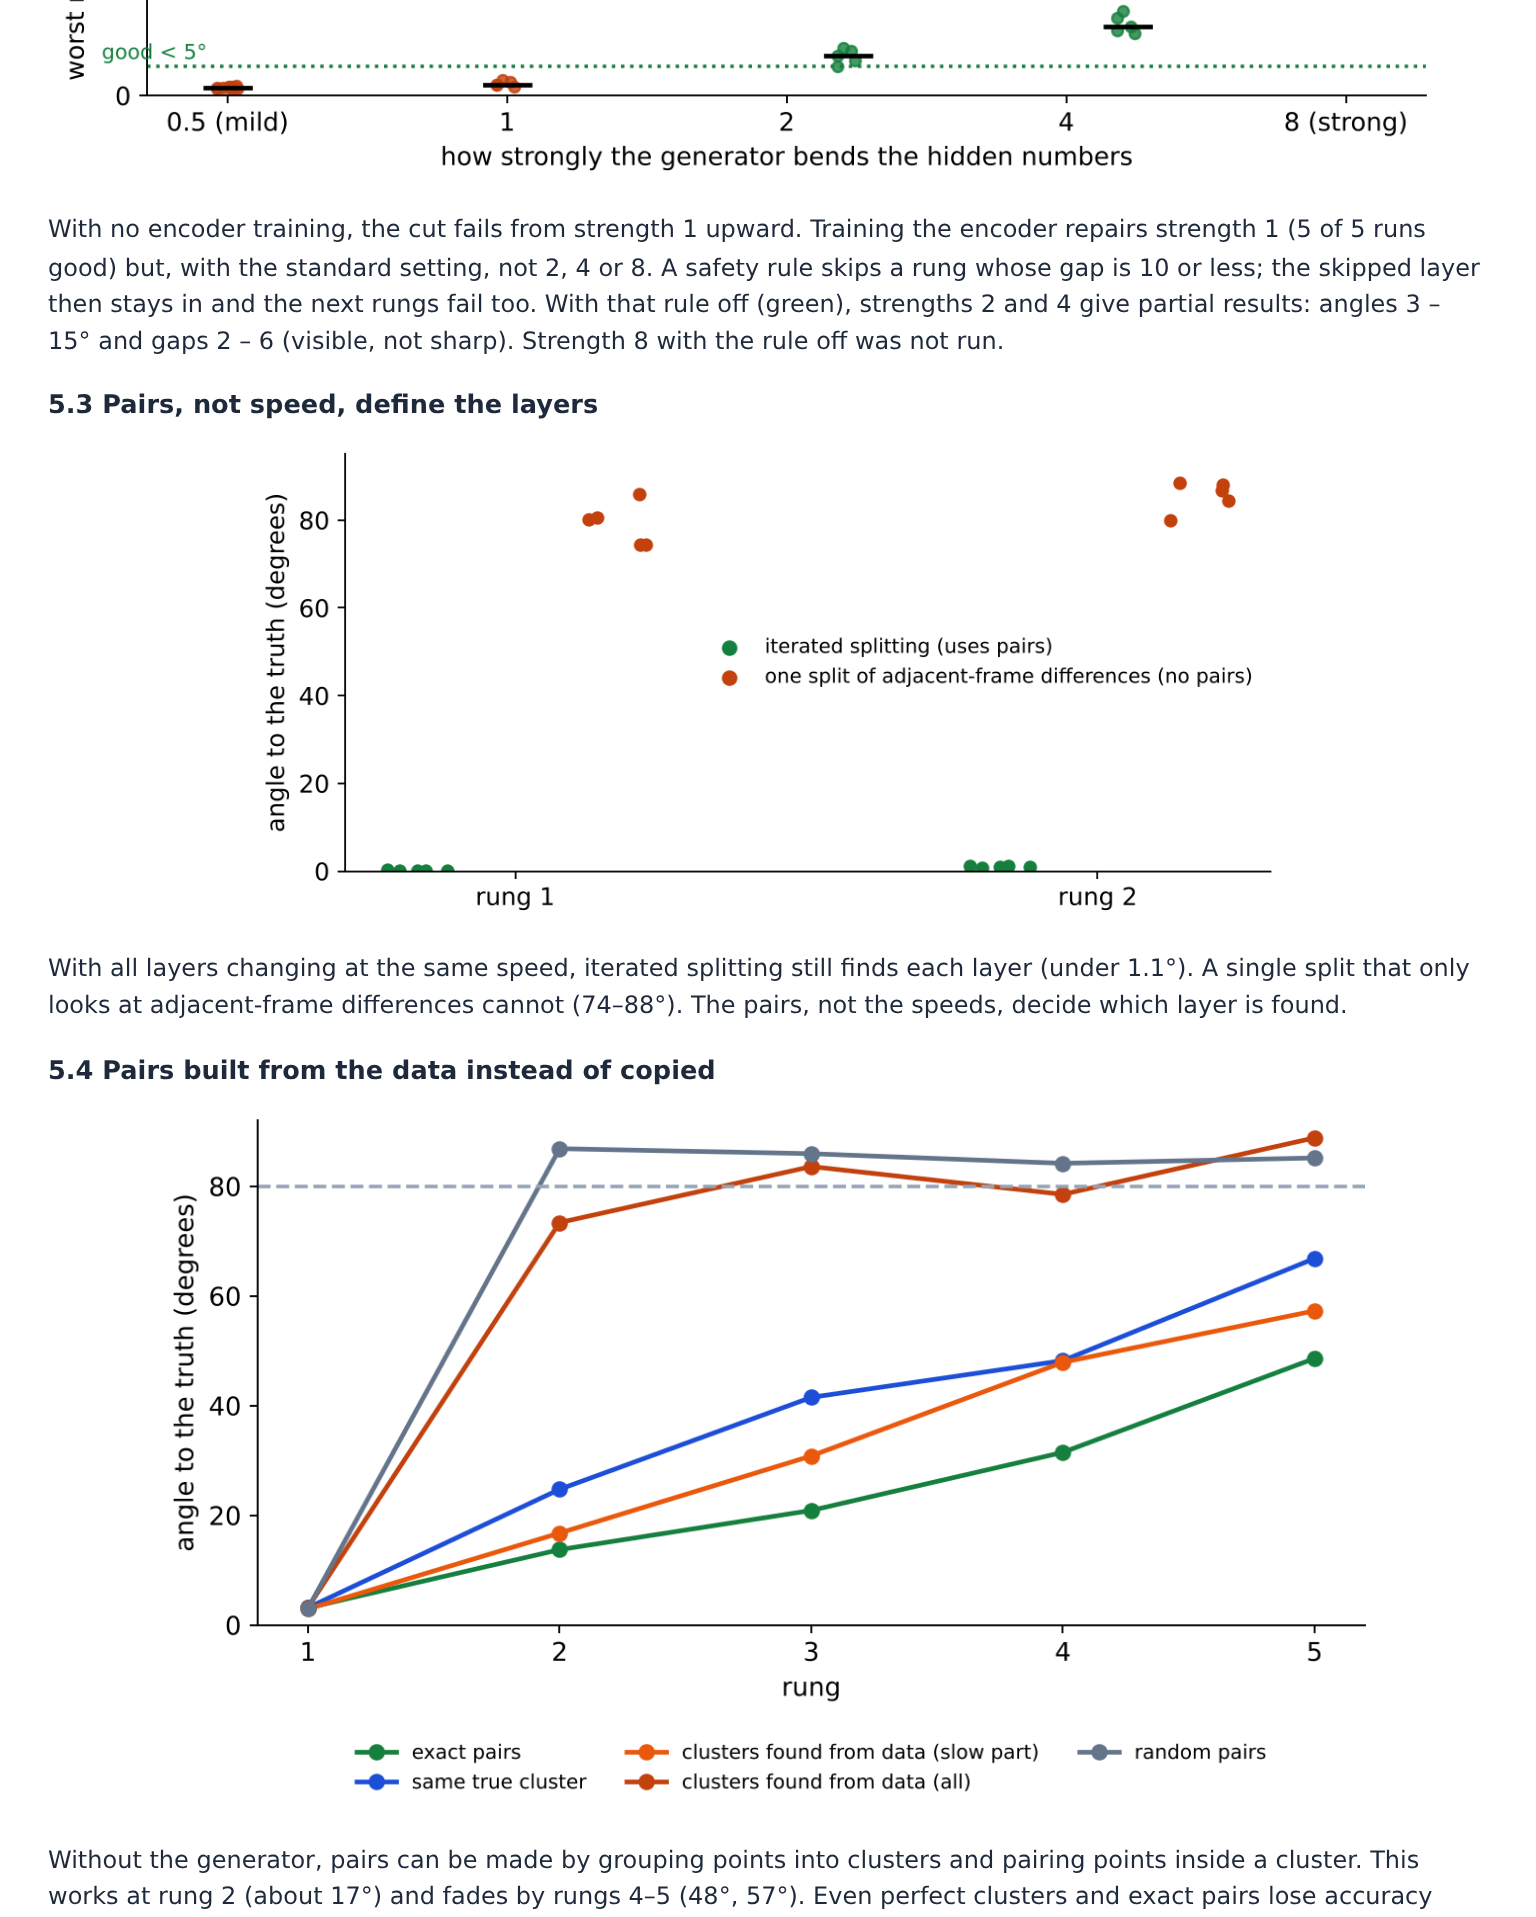 worst
good < 5°
0
0.5 (mild) 1 2 4 8 (strong)
how strongly the generator bends the hidden numbers
With no encoder training, the cut fails from strength 1 upward. Training the encoder repairs strength 1 (5 of 5 runs
good) but, with the standard setting, not 2, 4 or 8. A safety rule skips a rung whose gap is 10 or less; the skipped layer
then stays in and the next rungs fail too. With that rule off (green), strengths 2 and 4 give partial results: angles 3 –
15° and gaps 2 – 6 (visible, not sharp). Strength 8 with the rule off was not run.
5.3 Pairs, not speed, define the layers
angle to the truth (degrees)
80
60
40
20
0
iterated splitting (uses pairs)
one split of adjacent-frame differences (no pairs)
rung 1 rung 2
With all layers changing at the same speed, iterated splitting still finds each layer (under 1.1°). A single split that only
looks at adjacent-frame differences cannot (74–88°). The pairs, not the speeds, decide which layer is found.
5.4 Pairs built from the data instead of copied
angle to the truth (degrees)
80
60
40
20
0
1 2 3 4 5
rung
exact pairs clusters found from data (slow part) random pairs
same true cluster clusters found from data (all)
Without the generator, pairs can be made by grouping points into clusters and pairing points inside a cluster. This
works at rung 2 (about 17°) and fades by rungs 4–5 (48°, 57°). Even perfect clusters and exact pairs lose accuracy